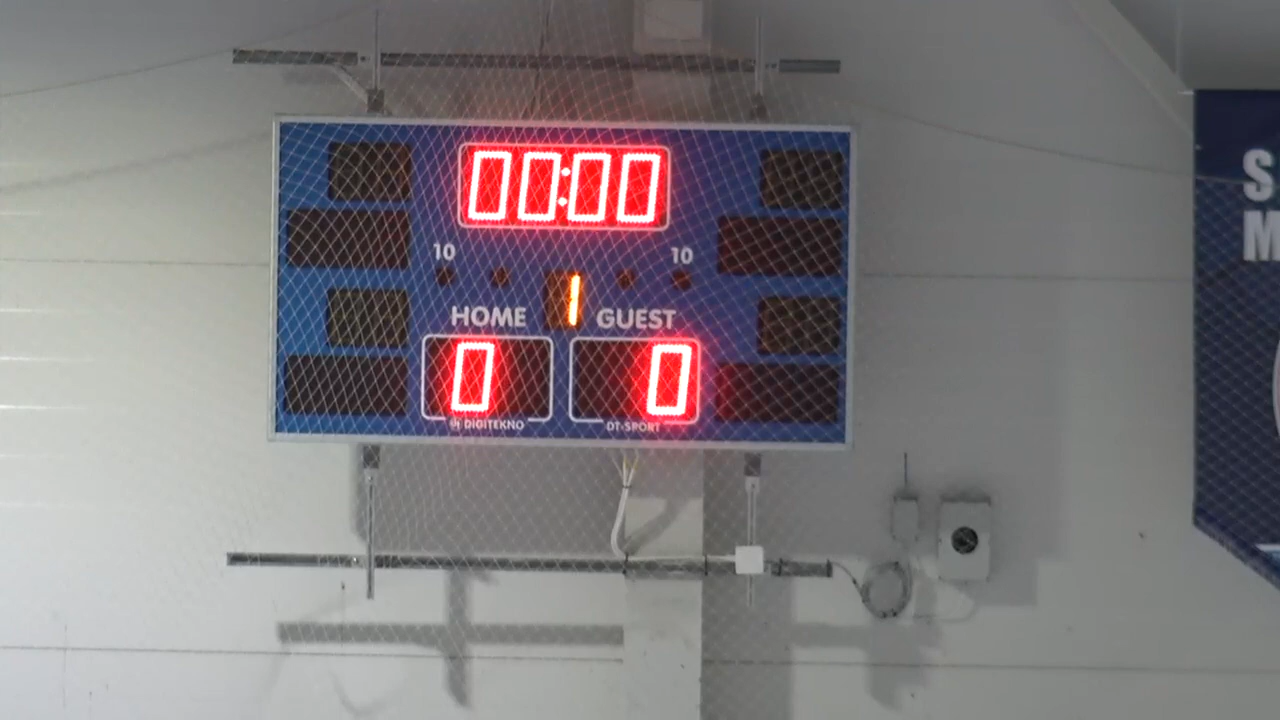 00:00
10 10
1
HOME GUEST
0 0
DIGITEKNO DT-SPORT
S
M